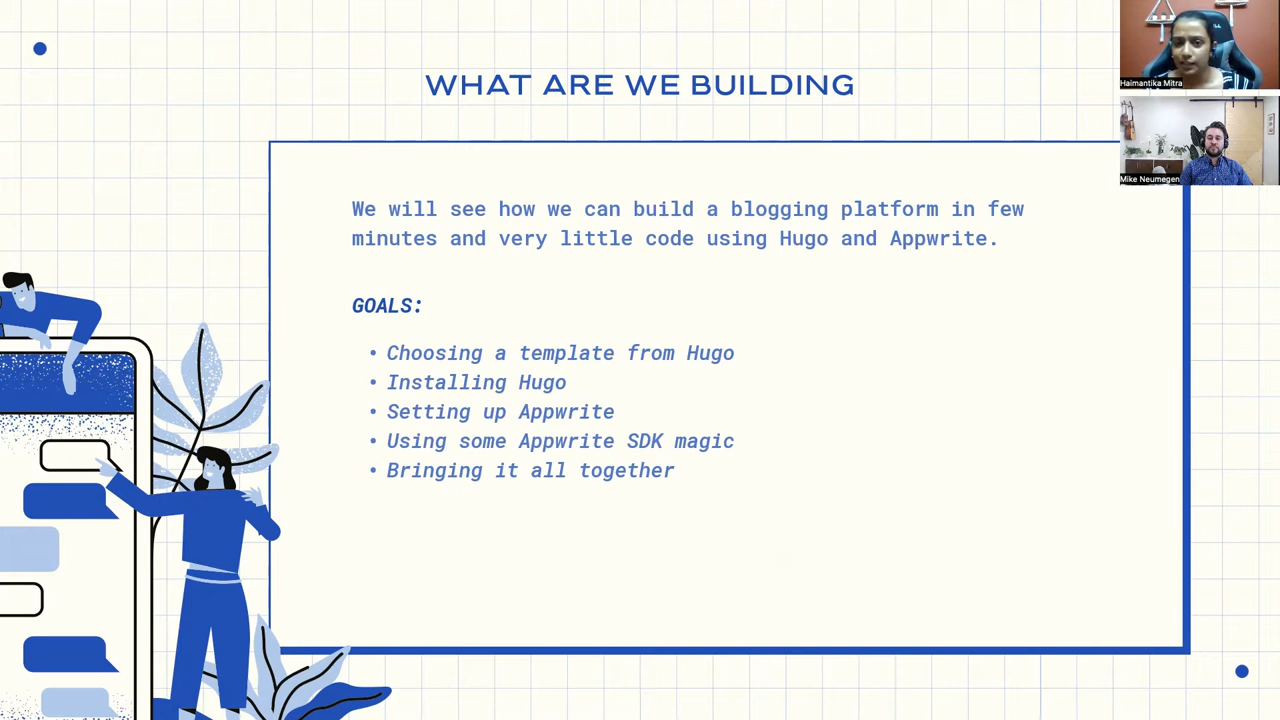 WHAT ARE WE BUILDING
Haimantika Mitra
Mike Neumegen
We will see how we can build a blogging platform in few
minutes and very little code using Hugo and Appwrite.
GOALS:
• Choosing a template from Hugo
• Installing Hugo
• Setting up Appwrite
• Using some Appwrite SDK magic
• Bringing it all together